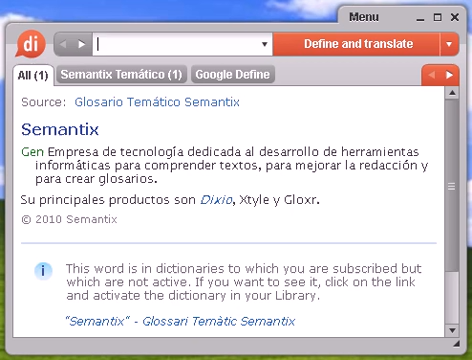 Menu
di
Define and translate
All (1)
Semantix Temático (1)
Google Define
Source: Glosario Temático Semantix
Semantix
Gen Empresa de tecnología dedicada al desarrollo de herramientas
informáticas para comprender textos, para mejorar la redacción y
para crear glosarios.
Su principales productos son Dixio, Xtyle y Gloxr.
© 2010 Semantix
i
This word is in dictionaries to which you are subscribed but
which are not active. If you want to see it, click on the link
and activate the dictionary in your Library.
"Semantix" - Glossari Temàtic Semantix